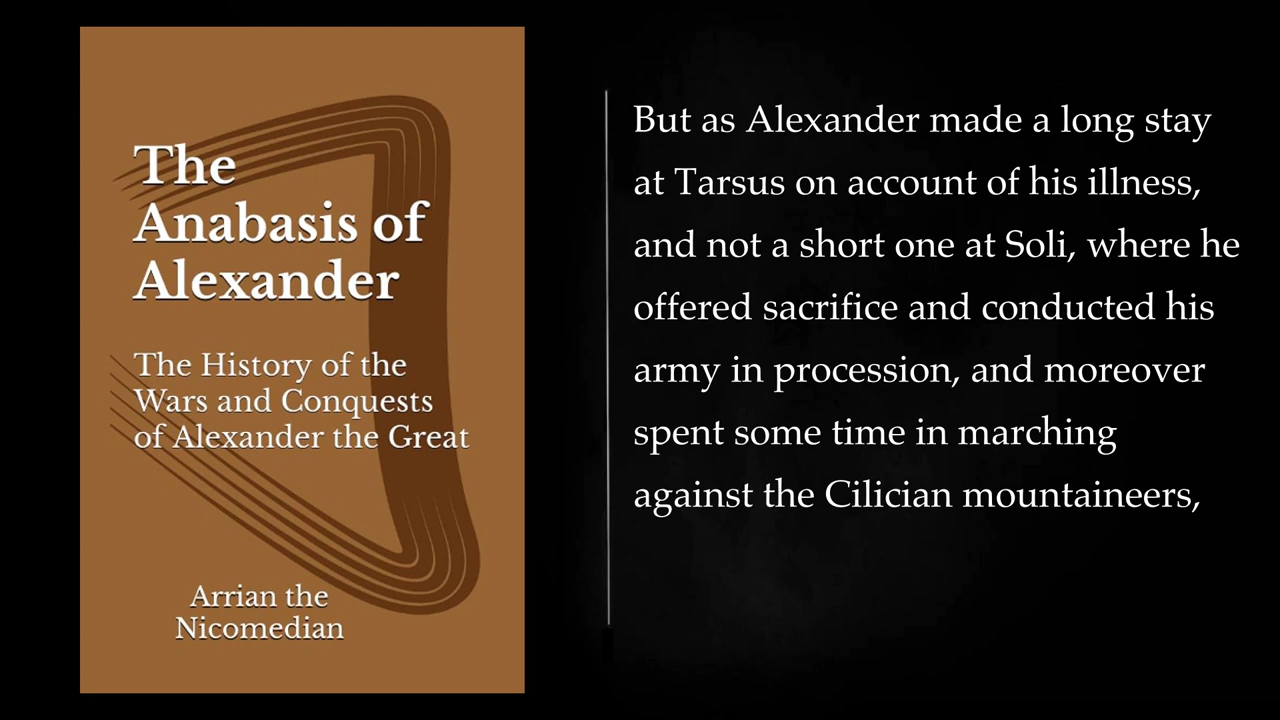 The
Anabasis of
Alexander
The History of the
Wars and Conquests
of Alexander the Great
Arrian the
Nicomedian
But as Alexander made a long stay
at Tarsus on account of his illness,
and not a short one at Soli, where he
offered sacrifice and conducted his
army in procession, and moreover
spent some time in marching
against the Cilician mountaineers,